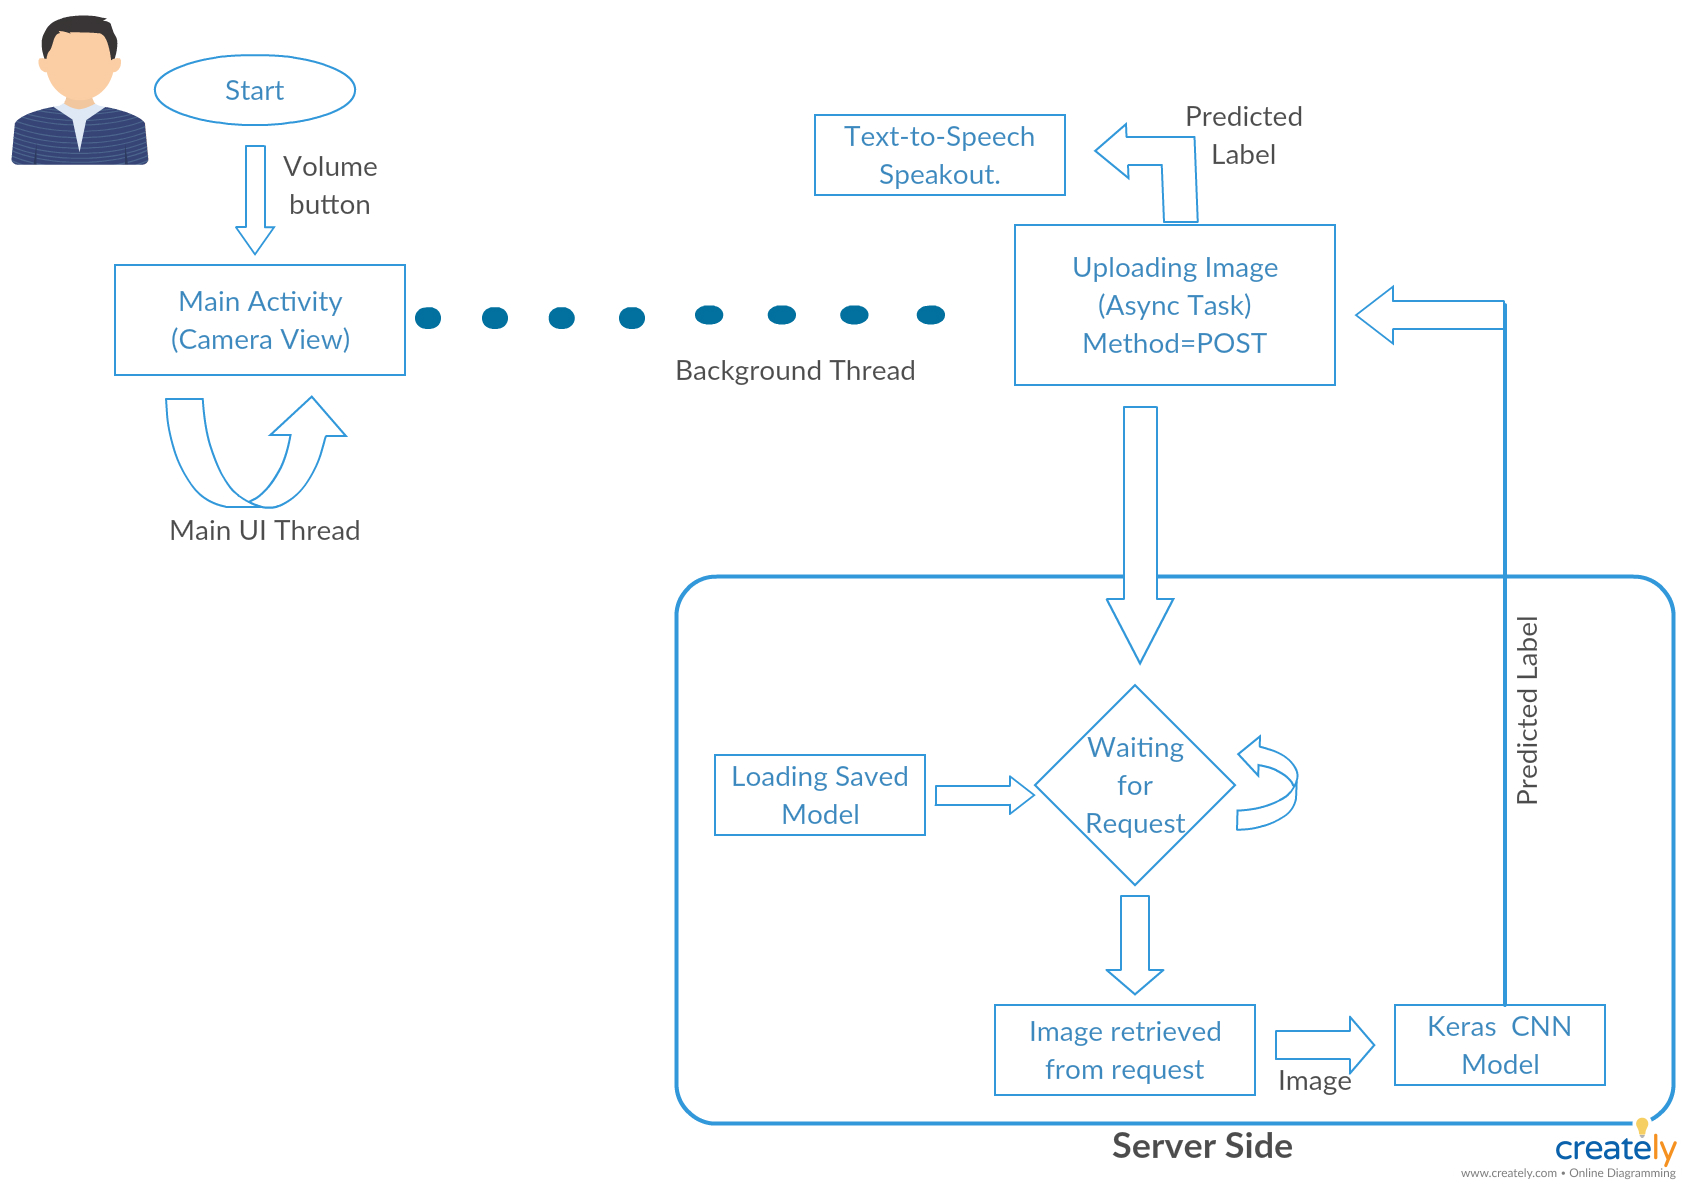 Start
Volume
button
Main Activity
(Camera View)
Main UI Thread
Background Thread
Text-to-Speech
Speakout.
Predicted
Label
Uploading Image
(Async Task)
Method=POST
Predicted Label
Loading Saved
Model
Waiting
for
Request
Image retrieved
from request
Image
Keras CNN
Model
Server Side
creately
www.creately.com • Online Diagramming